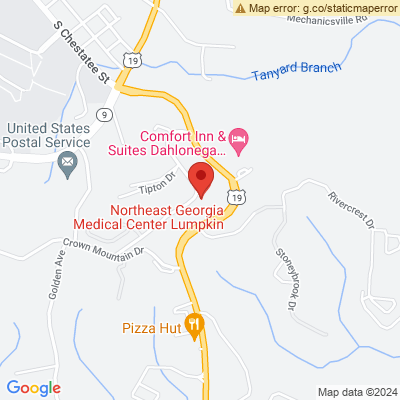 Map error: g.co/staticmaperror
Mechanicsville Rd
S Chestatee St
19
Tanyard Branch
9
United States
Postal Service
Comfort Inn &
Suites Dahlonega...
Tipton Dr
19
Rivercrest Dr
Northeast Georgia
Medical Center Lumpkin
Crown Mountain Dr
Golden Ave
Stoneybrook Dr
Pizza Hut
Google
Map data ©2024